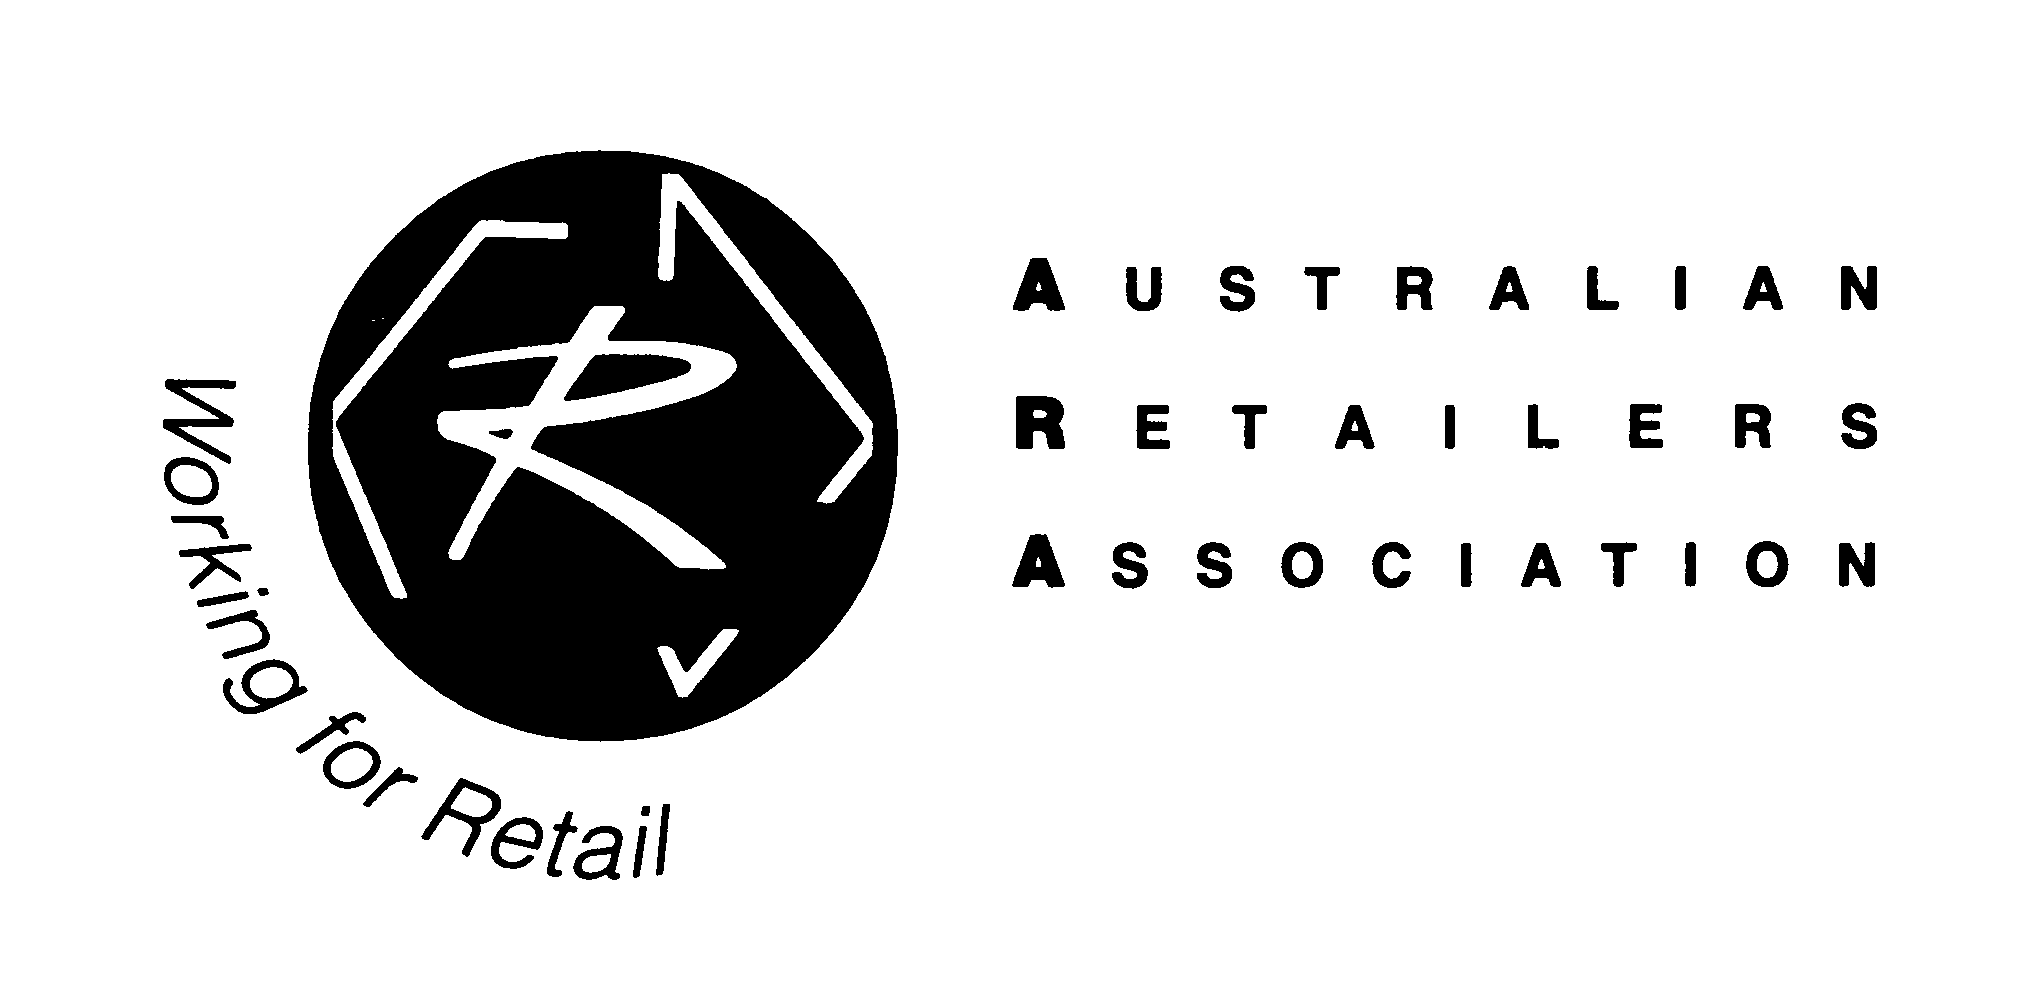 R
Working for Retail
AUSTRALIAN
RETAILERS
ASSOCIATION